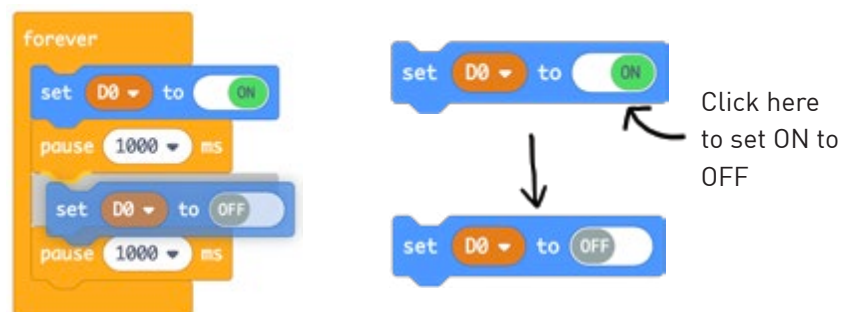 forever
set D0 to ON
pause 1000 ms
set D0 to OFF
pause 1000 ms
set D0 to ON
Click here
to set ON to
OFF
set D0 to OFF